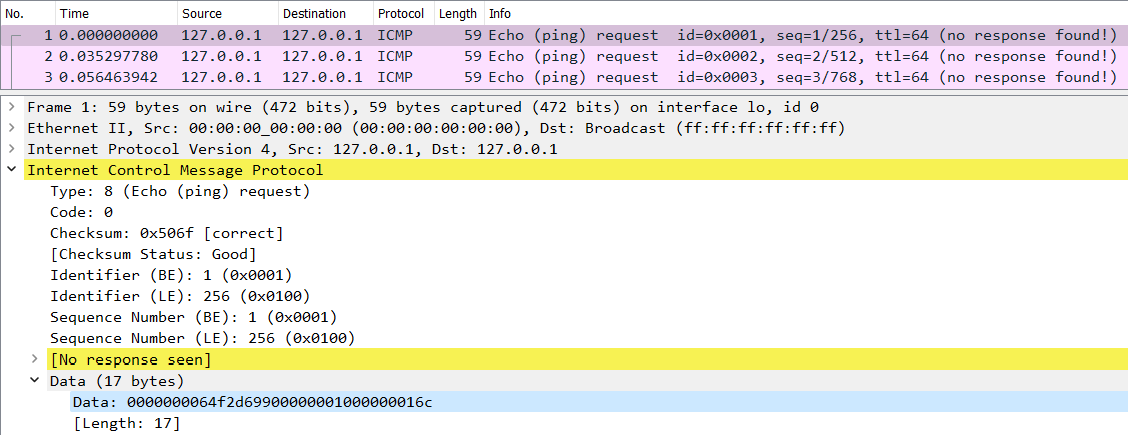 No. Time Source Destination Protocol Length Info
1 0.000000000 127.0.0.1 127.0.0.1 ICMP 59 Echo (ping) request id=0x0001, seq=1/256, ttl=64 (no response found!)
2 0.035297780 127.0.0.1 127.0.0.1 ICMP 59 Echo (ping) request id=0x0002, seq=2/512, ttl=64 (no response found!)
3 0.056463942 127.0.0.1 127.0.0.1 ICMP 59 Echo (ping) request id=0x0003, seq=3/768, ttl=64 (no response found!)
Frame 1: 59 bytes on wire (472 bits), 59 bytes captured (472 bits) on interface lo, id 0
Ethernet II, Src: 00:00:00_00:00:00 (00:00:00:00:00:00), Dst: Broadcast (ff:ff:ff:ff:ff:ff)
Internet Protocol Version 4, Src: 127.0.0.1, Dst: 127.0.0.1
Internet Control Message Protocol
Type: 8 (Echo (ping) request)
Code: 0
Checksum: 0x506f [correct]
[Checksum Status: Good]
Identifier (BE): 1 (0x0001)
Identifier (LE): 256 (0x0100)
Sequence Number (BE): 1 (0x0001)
Sequence Number (LE): 256 (0x0100)
[No response seen]
Data (17 bytes)
Data: 0000000064f2d69900000001000000016c
[Length: 17]